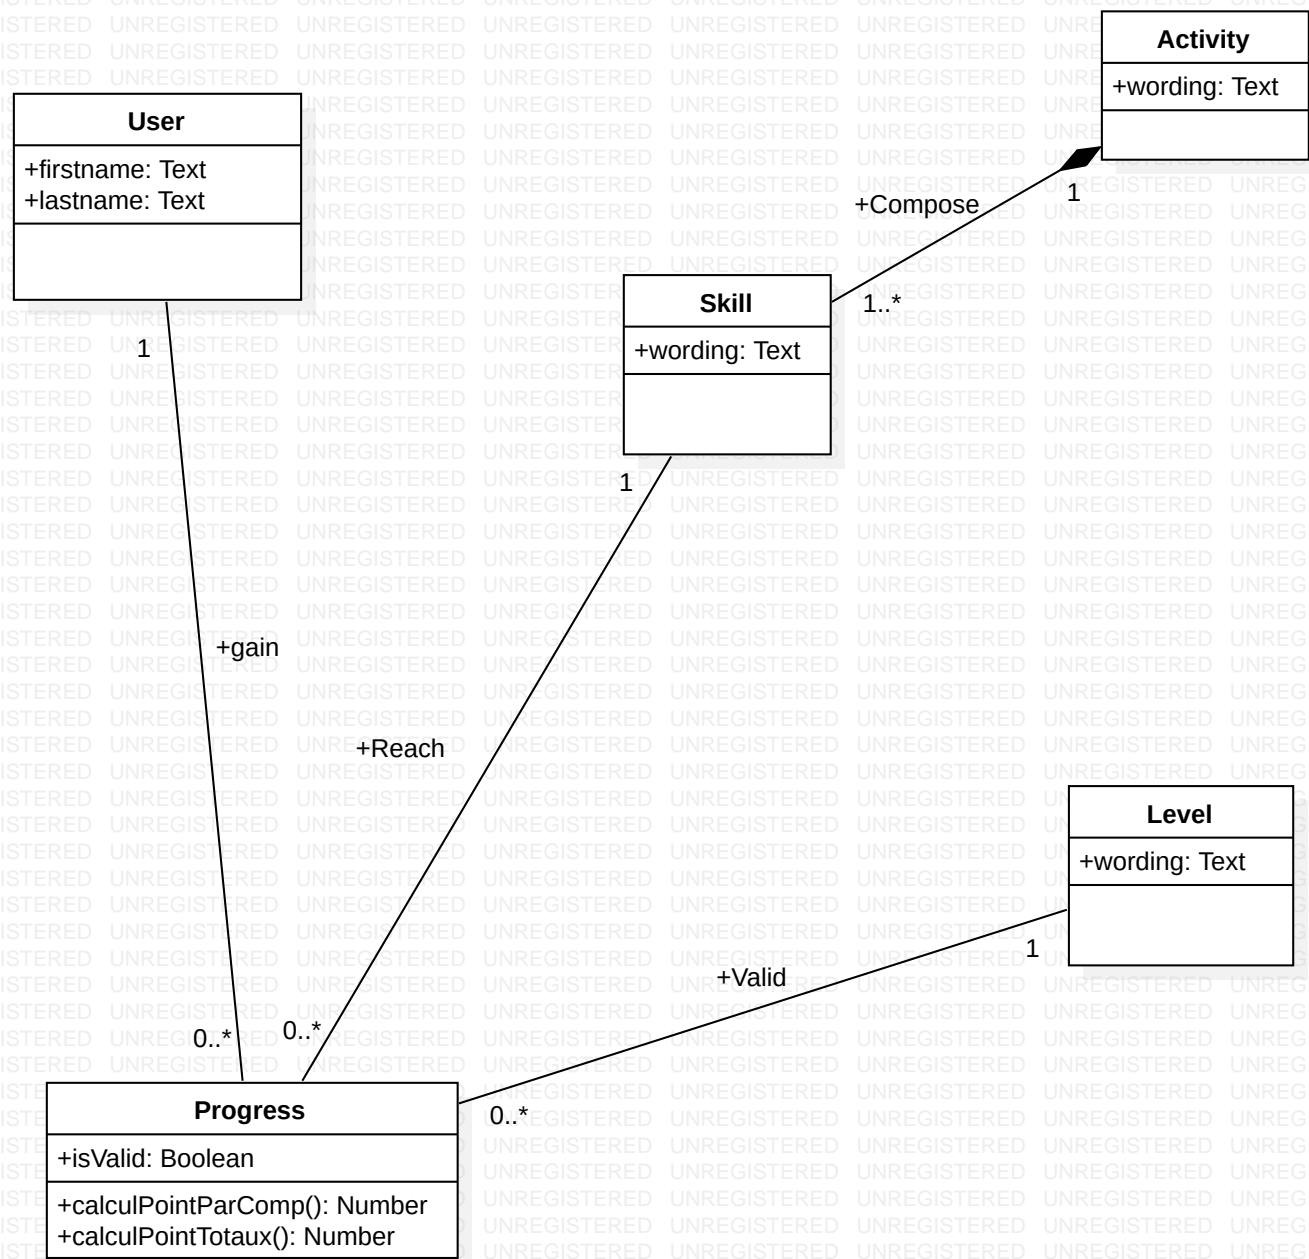 Activity
+wording: Text
User
+firstname: Text
+lastname: Text
1
+Compose
1..*
Skill
+wording: Text
1
1
+gain
+Reach
Level
+wording: Text
1
+Valid
0..*
0..*
0..*
Progress
+isValid: Boolean
+calculPointParComp(): Number
+calculPointTotaux(): Number
UNREGISTERED